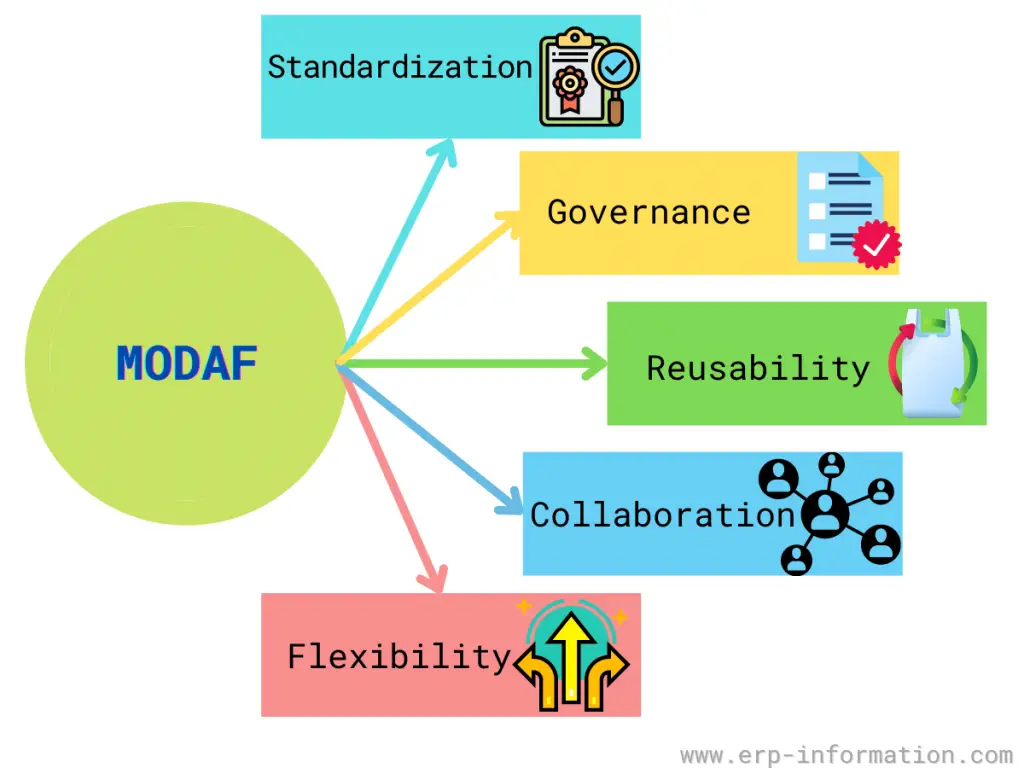 Standardization
Governance
MODAF
Reusability
Collaboration
Flexibility
www.erp-information.com